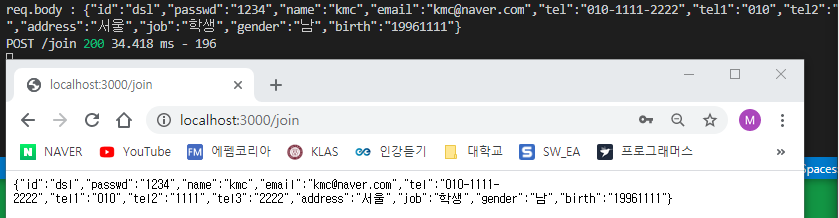 req.body : {"id":"dsl","passwd":"1234","name":"kmc","email":"kmc@naver.com","tel":"010-1111-2222","tel1":"010","tel2":"
","address":"서울","job":"학생","gender":"남","birth":"19961111"}
POST /join 200 34.418 ms - 196
localhost:3000/join
localhost:3000/join
M
N NAVER YouTube FM 에펨코리아 KLAS 인강듣기 대학교 S SW_EA 프로그래머스 »
Spaces
{"id":"dsl","passwd":"1234","name":"kmc","email":"kmc@naver.com","tel":"010-1111-
2222","tel1":"010","tel2":"1111","tel3":"2222","address":"서울","job":"학생","gender":"남","birth":"19961111"}